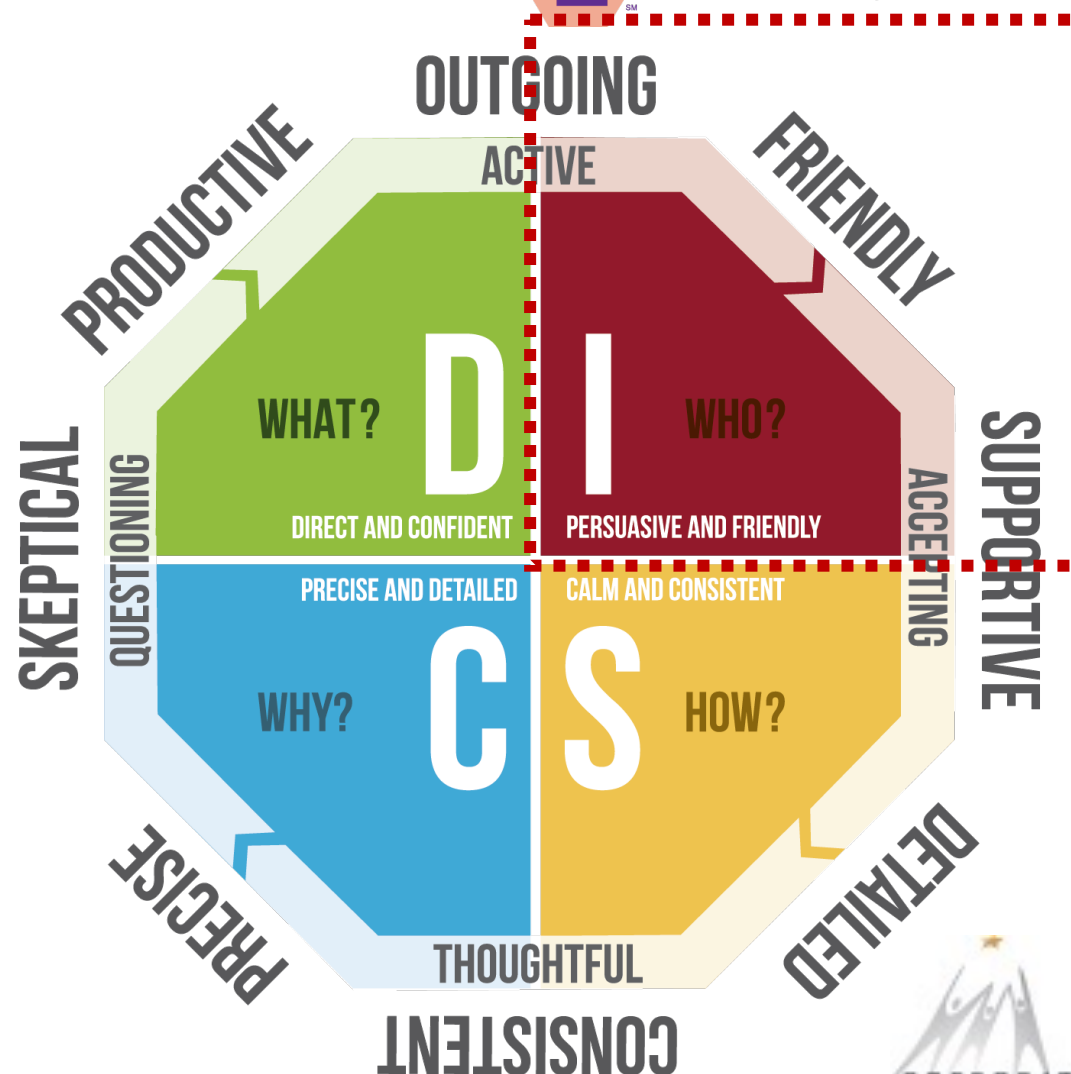 SM
OUTGOING
PRODUCTIVE
FRIENDLY
ACTIVE
D
I
WHAT?
WHO?
DIRECT AND CONFIDENT
PERSUASIVE AND FRIENDLY
SKEPTICAL
QUESTIONING
ACCEPTING
SUPPORTIVE
PRECISE AND DETAILED
CALM AND CONSISTENT
C
S
WHY?
HOW?
PRECISE
DETAILED
THOUGHTFUL
CONSISTENT